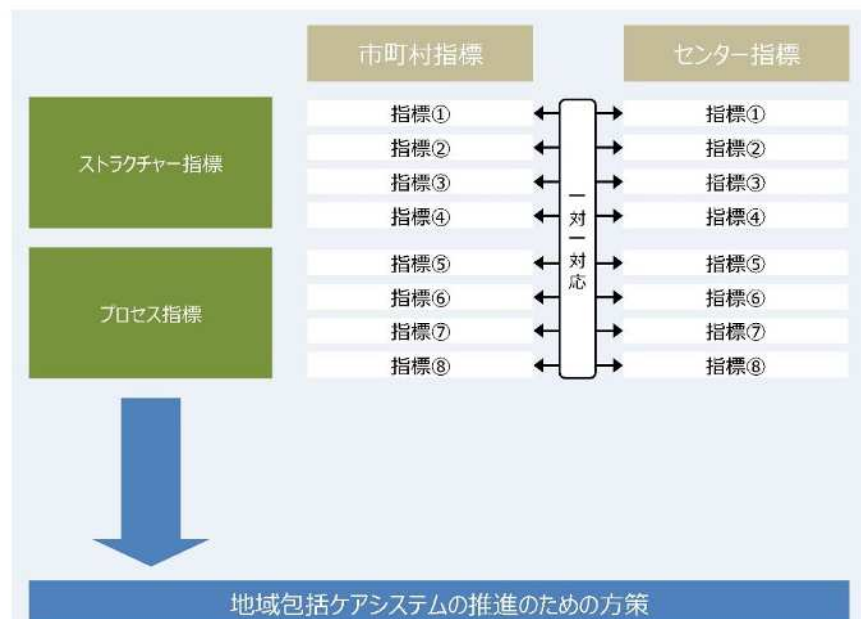 市町村指標
センター指標
ストラクチャー指標
指標①
指標①
指標②
指標②
指標③
指標③
指標④
指標④
一対一対応
プロセス指標
指標⑤
指標⑤
指標⑥
指標⑥
指標⑦
指標⑦
指標⑧
指標⑧
地域包括ケアシステムの推進のための方策